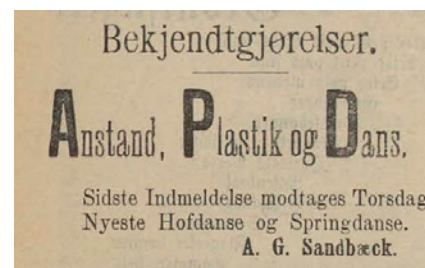 Bekjendtgjørelser.
Anstand, Plastik og Dans.
Sidste Indmeldelse modtages Torsdag
Nyeste Hofdanse og Springdanse.
A. G. Sandbæck.